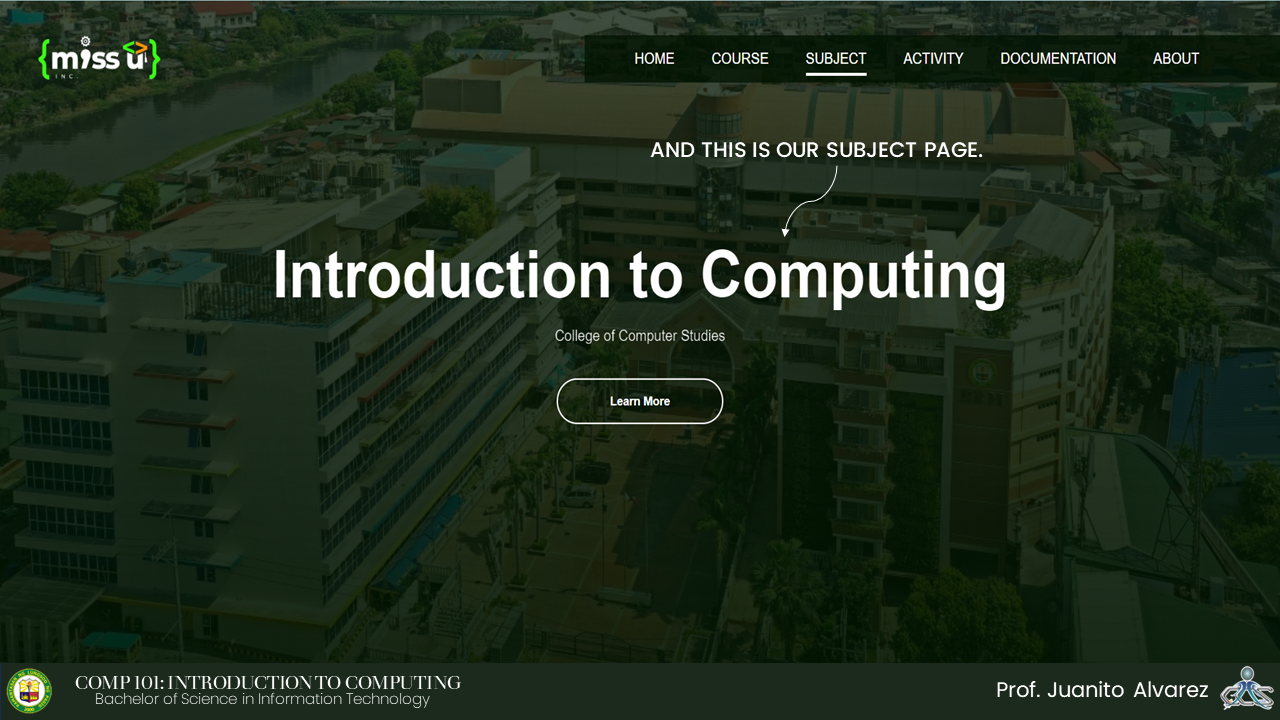 {miss u}
INC.
HOME COURSE SUBJECT ACTIVITY DOCUMENTATION ABOUT
AND THIS IS OUR SUBJECT PAGE.
Introduction to Computing
College of Computer Studies
Learn More
COMP 101: INTRODUCTION TO COMPUTING
Bachelor of Science in Information Technology
Prof. Juanito Alvarez